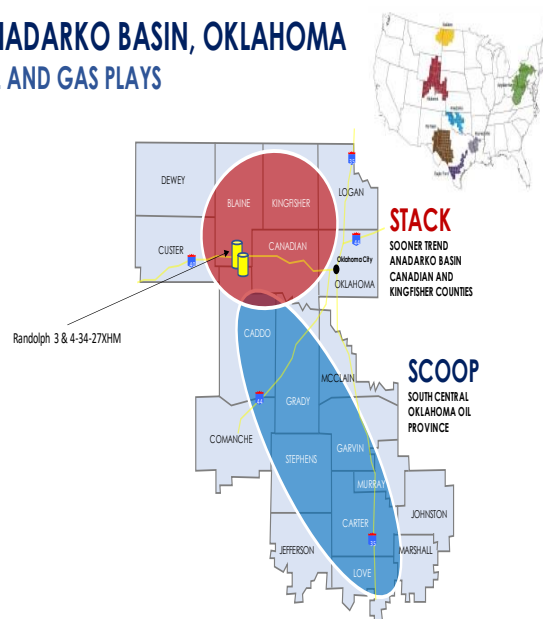 NADARKO BASIN, OKLAHOMA
AND GAS PLAYS
DEWEY
BLAINE
KINGFISHER
LOGAN
CUSTER
CANADIAN
Oklahoma City
OKLAHOMA
STACK
SOONER TREND
ANADARKO BASIN
CANADIAN AND
KINGFISHER COUNTIES
Randolph 3 & 4-34-27XHM
CADDO
MCCLAIN
SCOOP
SOUTH CENTRAL
OKLAHOMA OIL
PROVINCE
GRADY
COMANCHE
GARVIN
STEPHENS
MURRAY
CARTER
JOHNSTON
JEFFERSON
MARSHALL
LOVE